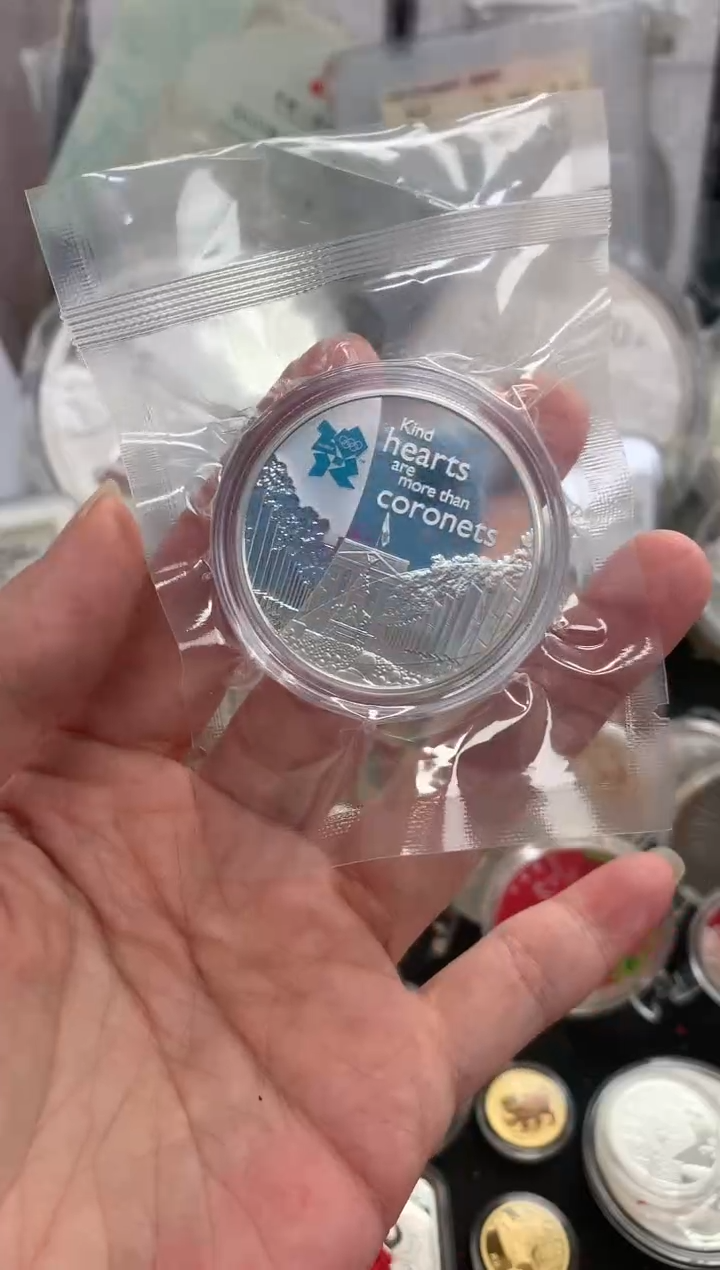 Kind
hearts
are
more than
coronets